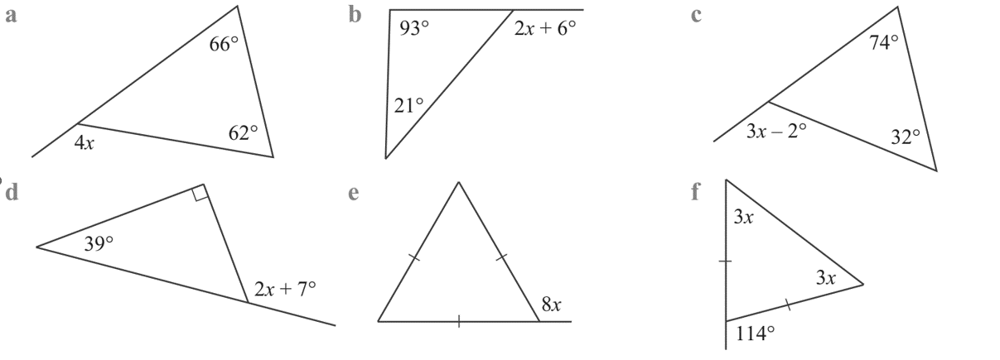 a
66°
62°
4x
b
93°
2x + 6°
21°
c
74°
3x – 2°
32°
d
39°
2x + 7°
e
8x
f
3x
3x
114°